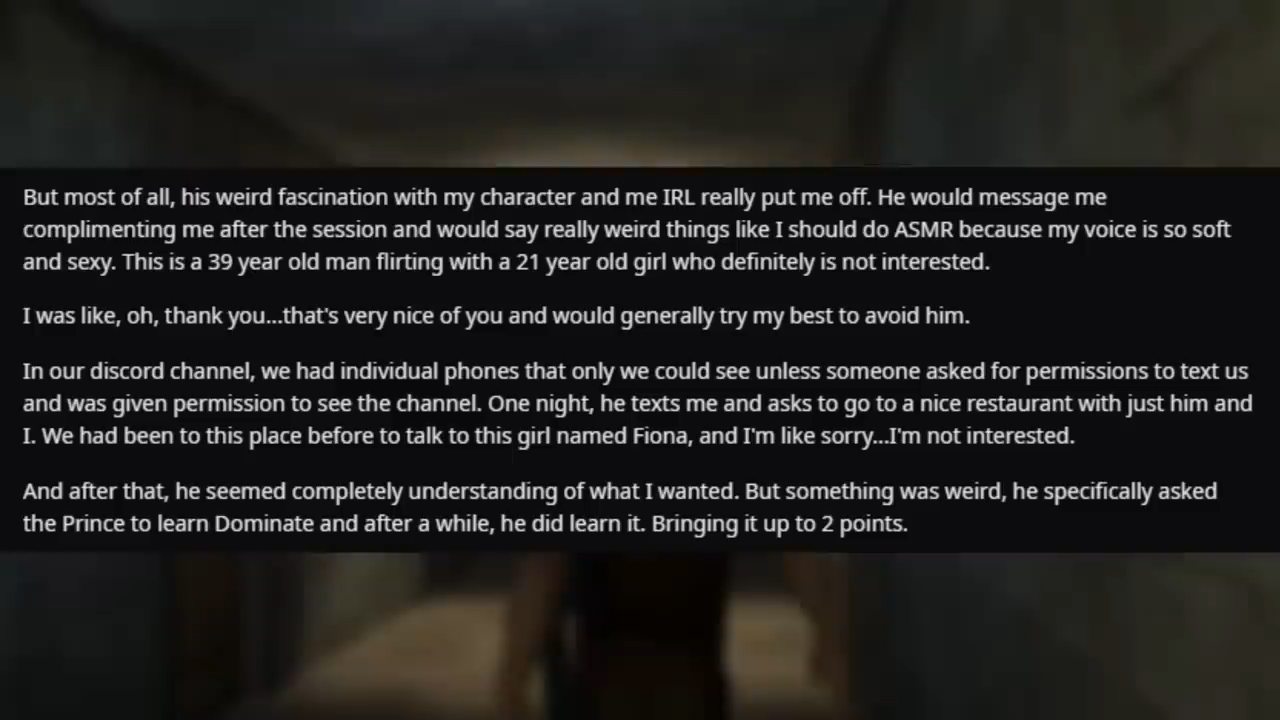 But most of all, his weird fascination with my character and me IRL really put me off. He would message me
complimenting me after the session and would say really weird things like I should do ASMR because my voice is so soft
and sexy. This is a 39 year old man flirting with a 21 year old girl who definitely is not interested.
I was like, oh, thank you...that's very nice of you and would generally try my best to avoid him.
In our discord channel, we had individual phones that only we could see unless someone asked for permissions to text us
and was given permission to see the channel. One night, he texts me and asks to go to a nice restaurant with just him and
I. We had been to this place before to talk to this girl named Fiona, and I'm like sorry...I'm not interested.
And after that, he seemed completely understanding of what I wanted. But something was weird, he specifically asked
the Prince to learn Dominate and after a while, he did learn it. Bringing it up to 2 points.